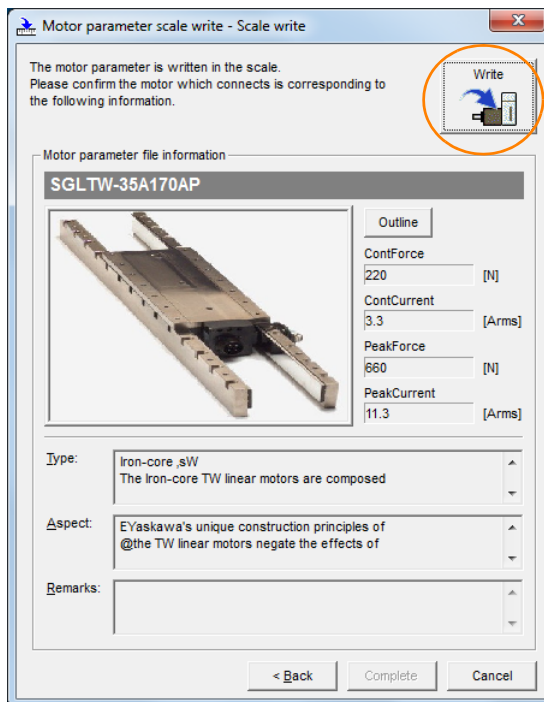 Motor parameter scale write - Scale write
The motor parameter is written in the scale.
Please confirm the motor which connects is corresponding to
the following information.
Write
Motor parameter file information
SGLTW-35A170AP
Outline
ContForce
220 [N]
ContCurrent
3.3 [Arms]
PeakForce
660 [N]
PeakCurrent
11.3 [Arms]
Type:
Iron-core ,sW
The Iron-core TW linear motors are composed
Aspect:
EYaskawa's unique construction principles of
@the TW linear motors negate the effects of
Remarks:
< Back
Complete
Cancel